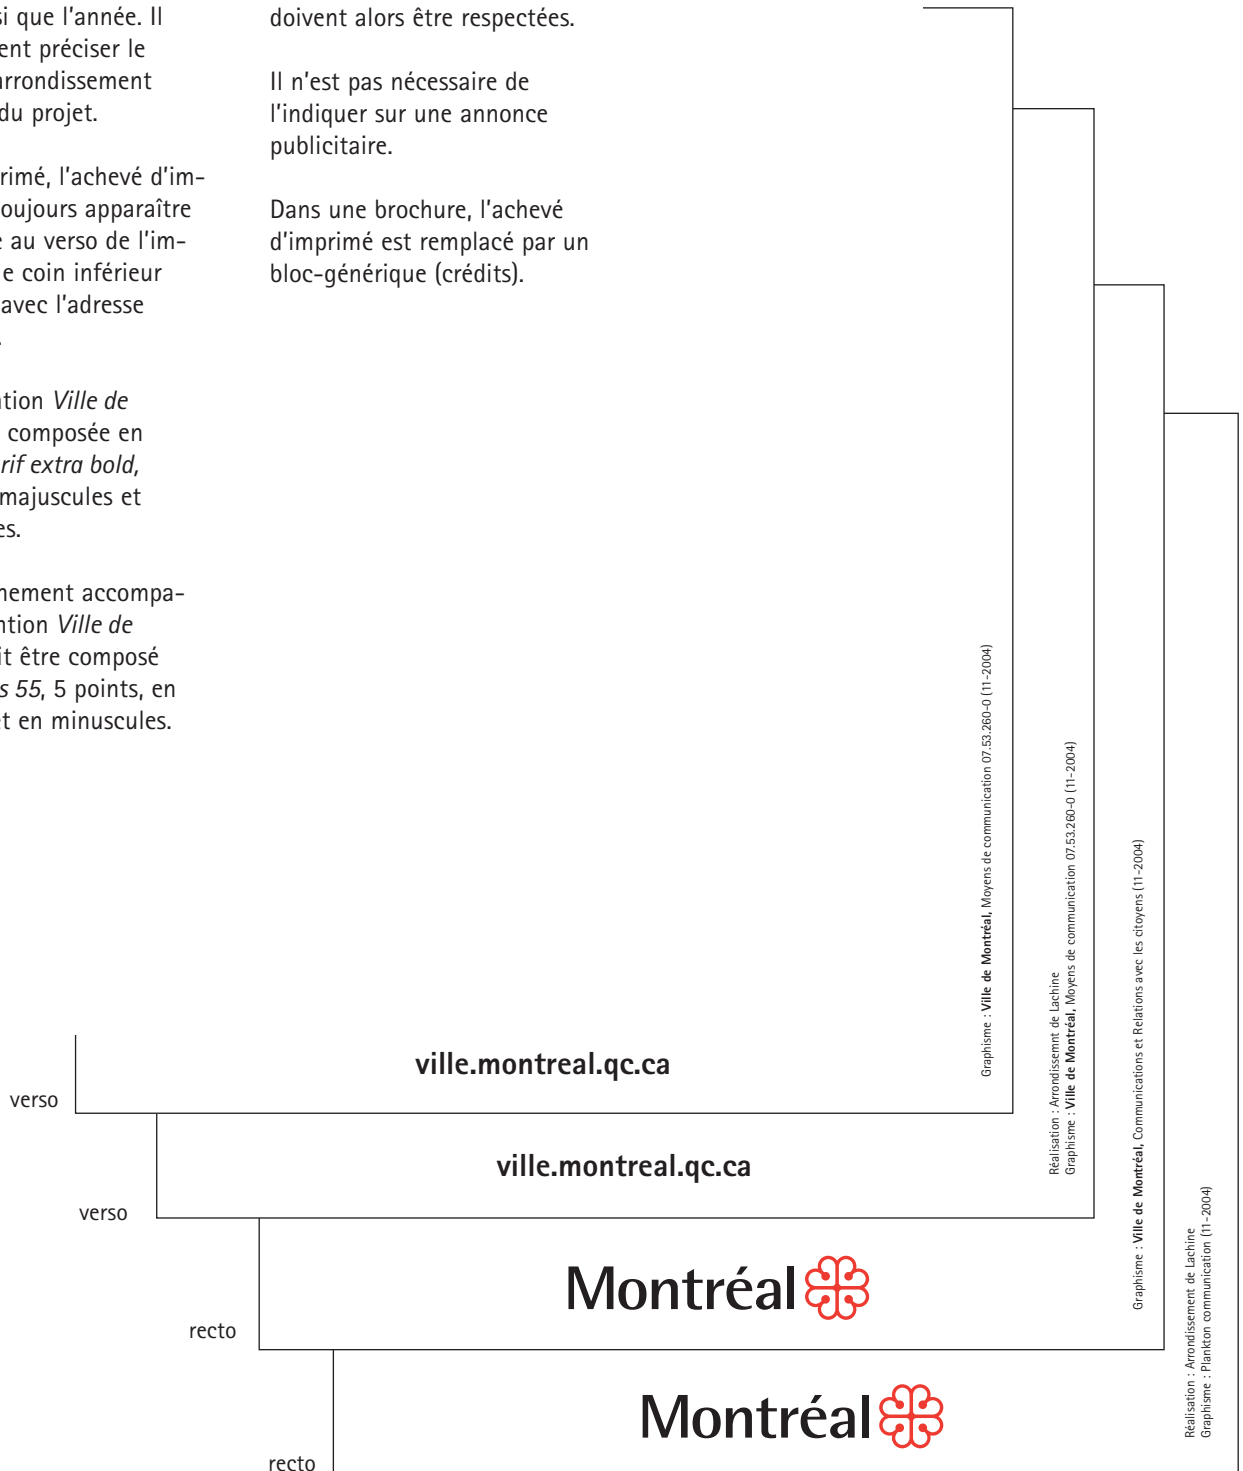 si que l'année. Il
ent préciser le
arrondissement
du projet.
rimé, l'achevé d'im-
toujours apparaître
e au verso de l'im-
e coin inférieur
avec l'adresse
.
ntion Ville de
composée en
rif extra bold,
majuscules et
es.
nement accompa-
ntion Ville de
it être composé
s 55, 5 points, en
et en minuscules.
doivent alors être respectées.
Il n'est pas nécessaire de
l'indiquer sur une annonce
publicitaire.
Dans une brochure, l'achevé
d'imprimé est remplacé par un
bloc-générique (crédits).
Graphisme : Ville de Montréal, Moyens de communication 07.53.260-0 (11-2004)
ville.montreal.qc.ca
verso
Réalisation : Arrondissemnt de Lachine
Graphisme : Ville de Montréal, Moyens de communication 07.53.260-0 (11-2004)
ville.montreal.qc.ca
verso
Graphisme : Ville de Montréal, Communications et Relations avec les citoyens (11-2004)
Montréal
recto
Réalisation : Arrondissement de Lachine
Graphisme : Plankton communication (11-2004)
Montréal
recto